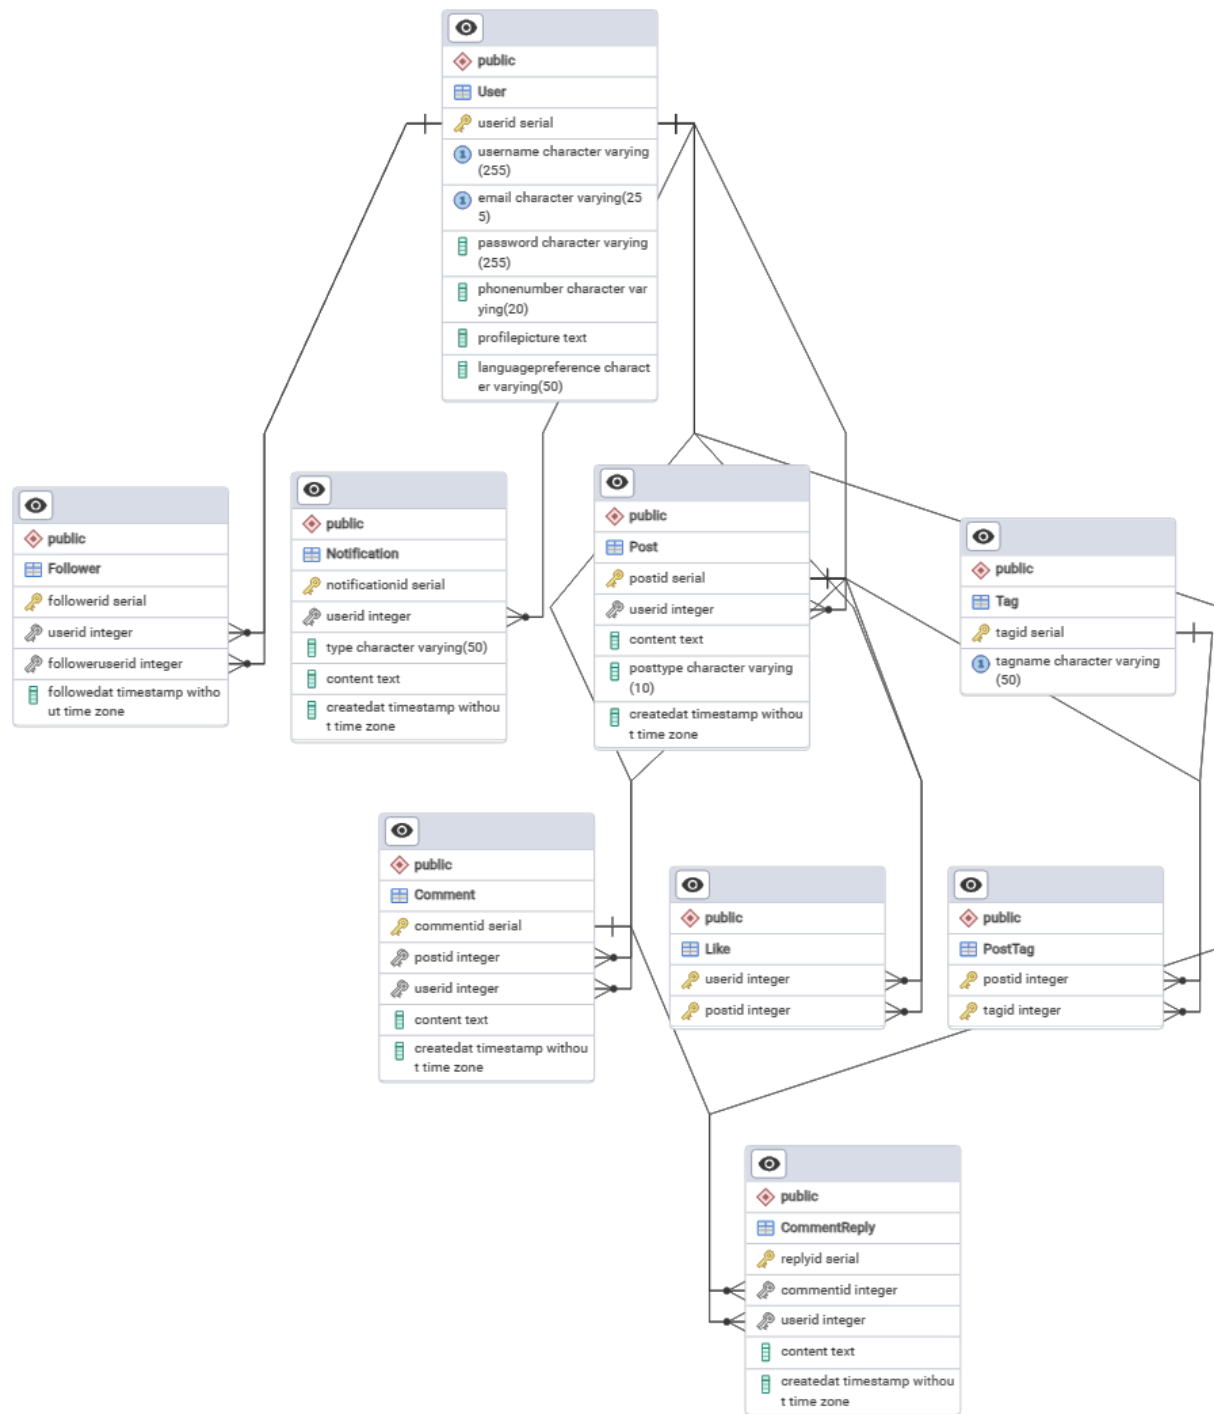 public
User
userid serial
username character varying
(255)
email character varying(25
5)
password character varying
(255)
phonenumber character var
ying(20)
profilepicture text
languagepreference charact
er varying(50)
public
Follower
followerid serial
userid integer
followeruserid integer
followedat timestamp witho
ut time zone
public
Notification
notificationid serial
userid integer
type character varying(50)
content text
createdat timestamp withou
t time zone
public
Post
postid serial
userid integer
content text
posttype character varying
(10)
createdat timestamp withou
t time zone
public
Tag
tagid serial
tagname character varying
(50)
public
Comment
commentid serial
postid integer
userid integer
content text
createdat timestamp withou
t time zone
public
Like
userid integer
postid integer
public
PostTag
postid integer
tagid integer
public
CommentReply
replyid serial
commentid integer
userid integer
content text
createdat timestamp withou
t time zone